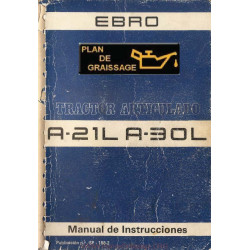 EBRO
PLAN
DE
GRAISSAGE
TRACTOR ARTICULADO
A-21L A-30L
Manual de Instrucciones